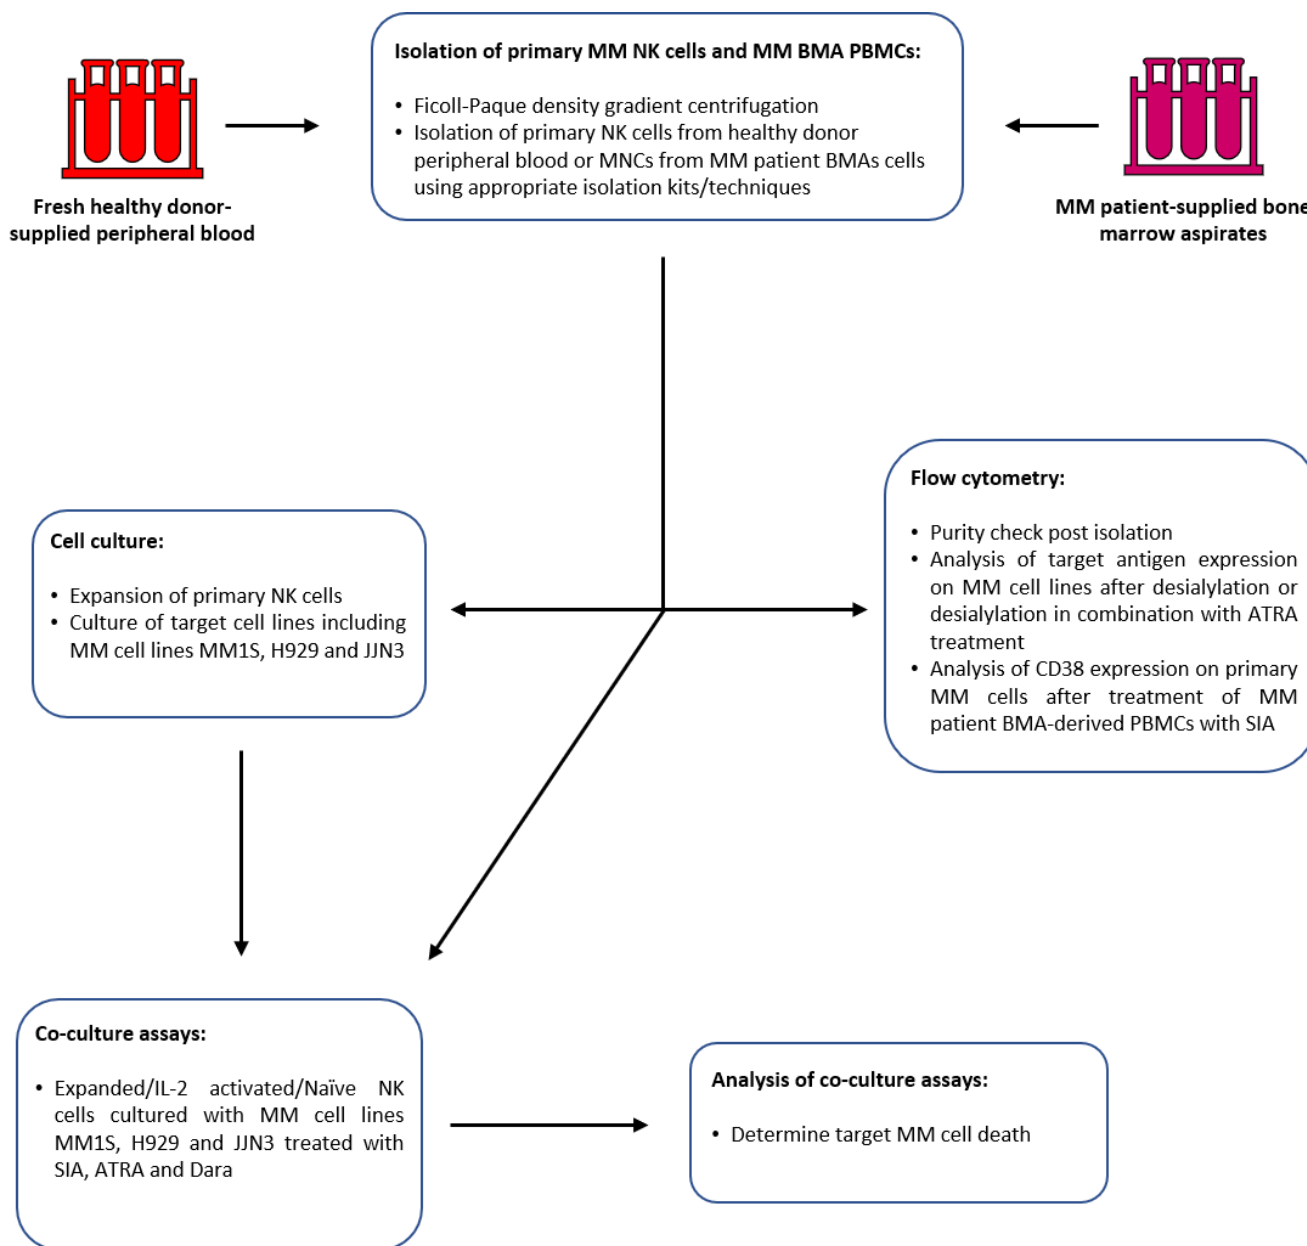 Isolation of primary MM NK cells and MM BMA PBMCs:
• Ficoll-Paque density gradient centrifugation
• Isolation of primary NK cells from healthy donor
peripheral blood or MNCs from MM patient BMAs cells
using appropriate isolation kits/techniques
Fresh healthy donor-
supplied peripheral blood
MM patient-supplied bone
marrow aspirates
Flow cytometry:
• Purity check post isolation
• Analysis of target antigen expression
on MM cell lines after desialylation or
desialylation in combination with ATRA
treatment
• Analysis of CD38 expression on primary
MM cells after treatment of MM
patient BMA-derived PBMCs with SIA
Cell culture:
• Expansion of primary NK cells
• Culture of target cell lines including
MM cell lines MM1S, H929 and JJN3
Co-culture assays:
• Expanded/IL-2 activated/Naïve NK
cells cultured with MM cell lines
MM1S, H929 and JJN3 treated with
SIA, ATRA and Dara
Analysis of co-culture assays:
• Determine target MM cell death